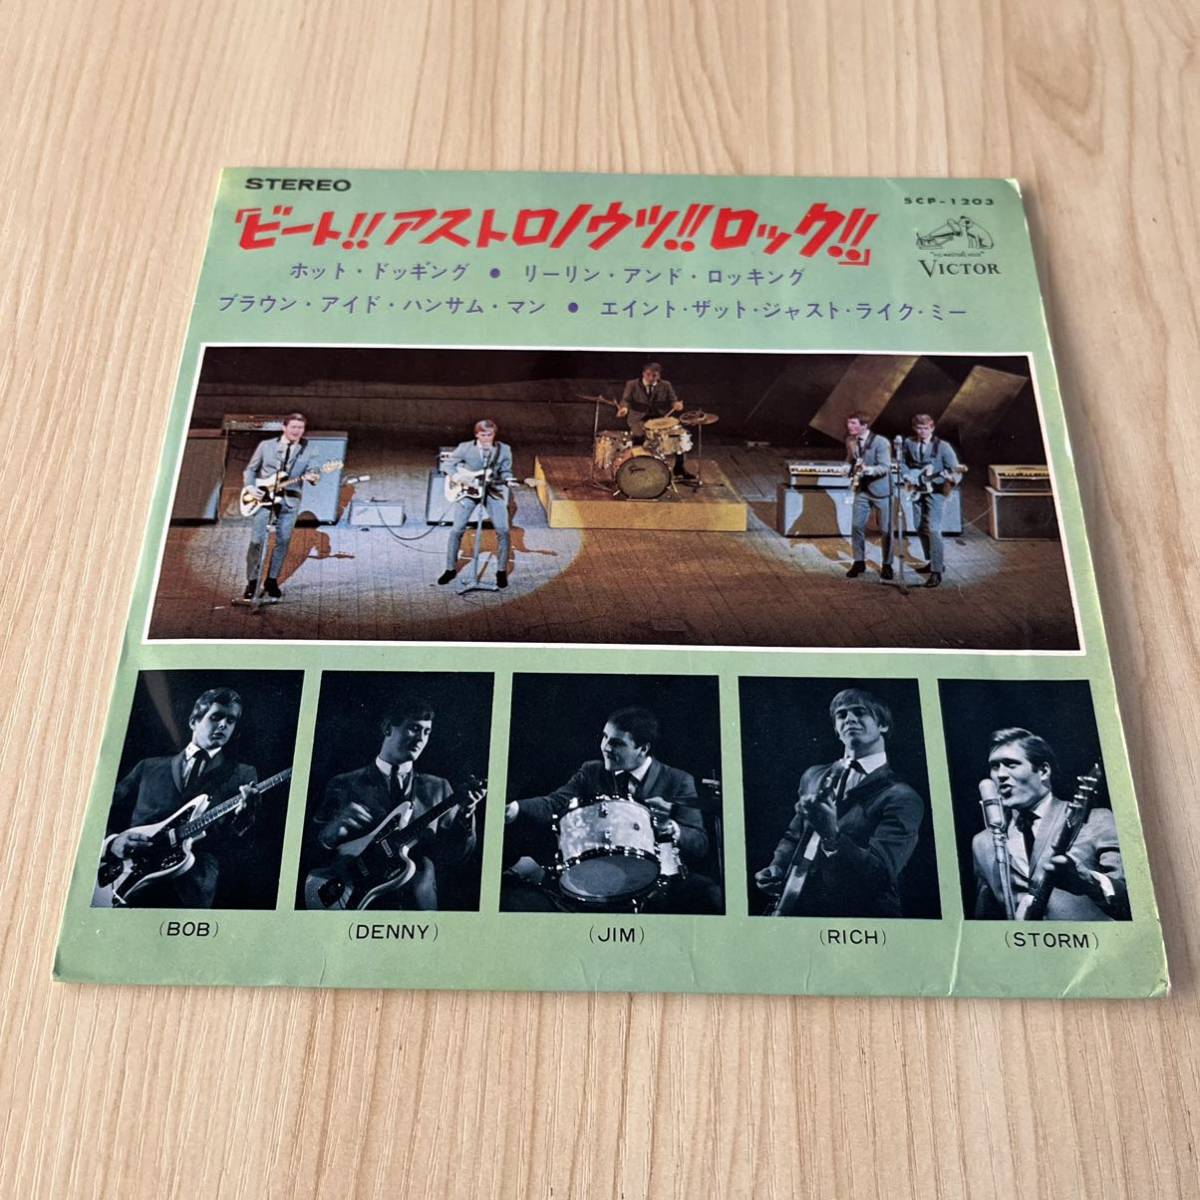 STEREO
SCP-1203
「ビート!!アストロノウツ!!ロック!!」
VICTOR
ホット・ドッギング ● リーリン・アンド・ロッキング
ブラウン・アイド・ハンサム・マン ● エイント・ザット・ジャスト・ライク・ミー
(BOB) (DENNY) (JIM) (RICH) (STORM)